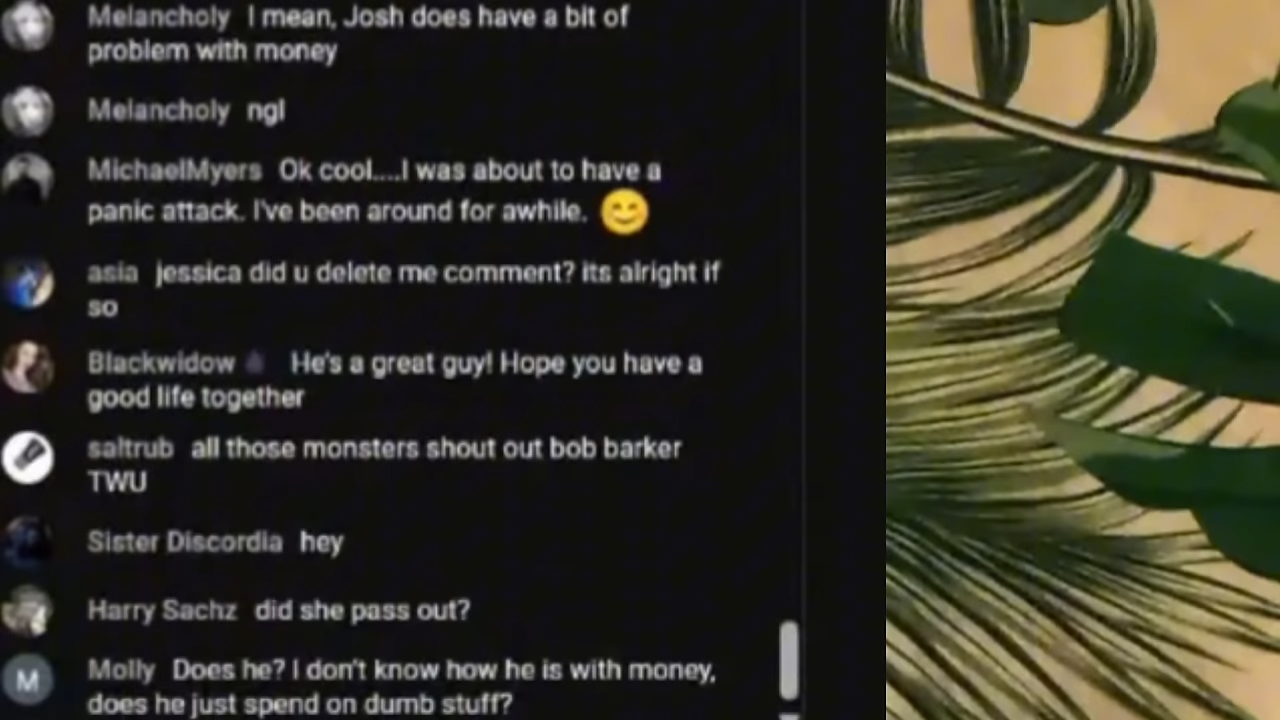 Melancholy I mean, Josh does have a bit of
problem with money
Melancholy ngl
MichaelMyers Ok cool....I was about to have a
panic attack. I've been around for awhile. 😊
asia jessica did u delete me comment? its alright if
so
Blackwidow He's a great guy! Hope you have a
good life together
saltrub all those monsters shout out bob barker
TWU
Sister Discordia hey
Harry Sachz did she pass out?
M Molly Does he? I don't know how he is with money,
does he just spend on dumb stuff?